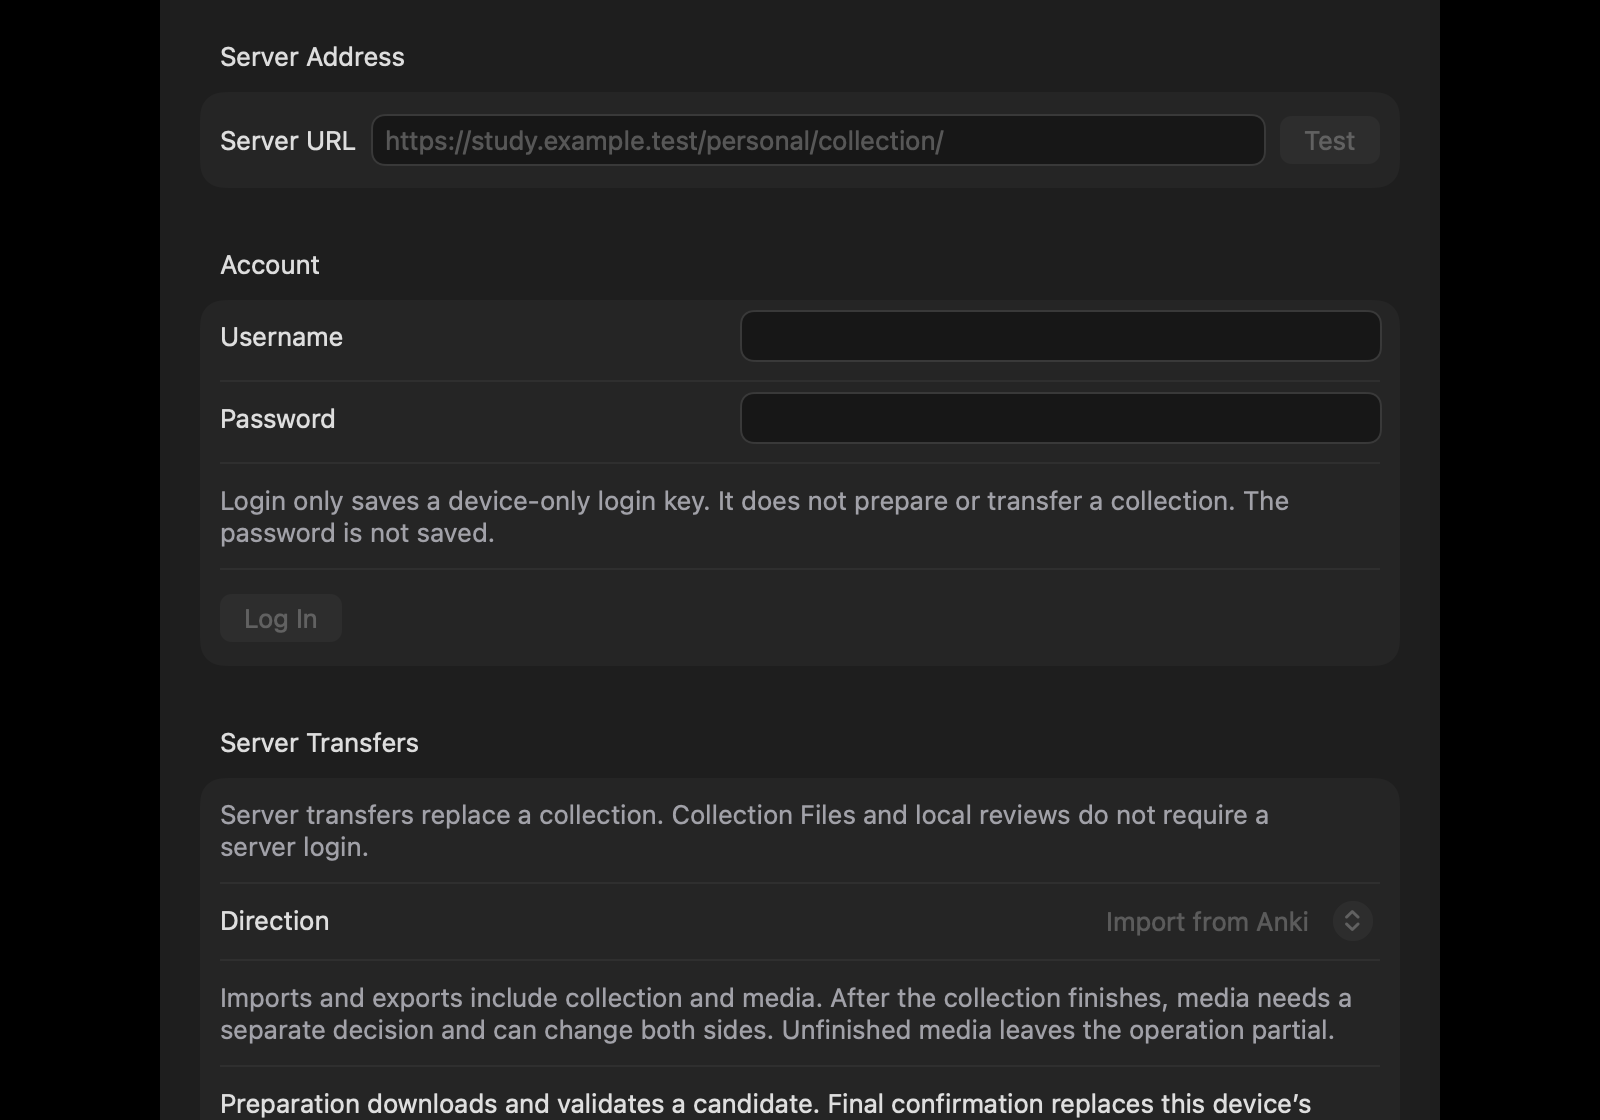 Server Address
Server URL https://study.example.test/personal/collection/ Test
Account
Username
Password
Login only saves a device-only login key. It does not prepare or transfer a collection. The
password is not saved.
Log In
Server Transfers
Server transfers replace a collection. Collection Files and local reviews do not require a
server login.
Direction Import from Anki
Imports and exports include collection and media. After the collection finishes, media needs a
separate decision and can change both sides. Unfinished media leaves the operation partial.
Preparation downloads and validates a candidate. Final confirmation replaces this device’s